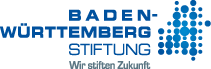 BADEN-
WÜRTTEMBERG
STIFTUNG
Wir stiften Zukunft